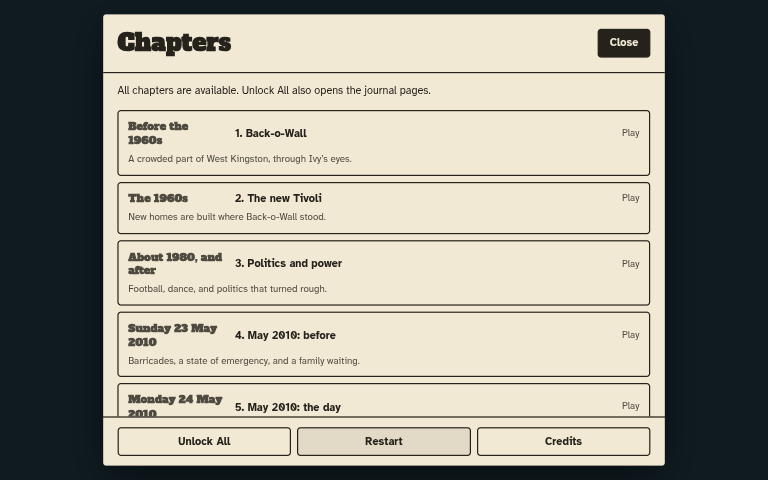 Chapters
Close
All chapters are available. Unlock All also opens the journal pages.
Before the
1960s
1. Back-o-Wall
Play
A crowded part of West Kingston, through Ivy's eyes.
The 1960s
2. The new Tivoli
Play
New homes are built where Back-o-Wall stood.
About 1980, and
after
3. Politics and power
Play
Football, dance, and politics that turned rough.
Sunday 23 May
2010
4. May 2010: before
Play
Barricades, a state of emergency, and a family waiting.
Monday 24 May
2010
5. May 2010: the day
Play
Unlock All
Restart
Credits